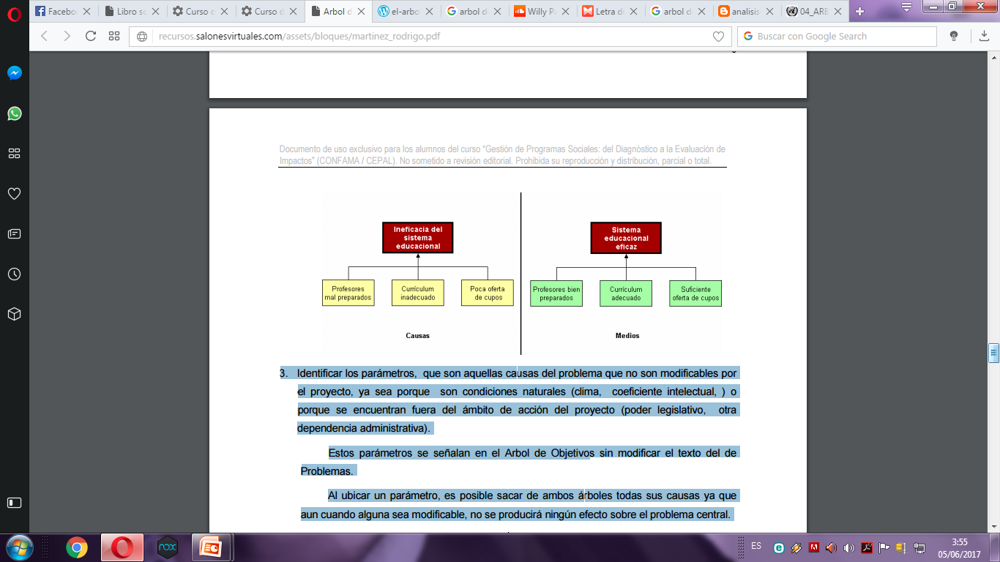 Facebo
Libro so
Curso c
Curso d
Arbol d
el-arbo
arbol de
Willy Pa
Letra de
arbol de
analisis
04_ARB
recursos.salonesvirtuales.com/assets/bloques/martinez_rodrigo.pdf
Buscar con Google Search
Documento de uso exclusivo para los alumnos del curso "Gestión de Programas Sociales: del Diagnóstico a la Evaluación de
Impactos" (CONFAMA / CEPAL). No sometido a revisión editorial. Prohibida su reproducción y distribución, parcial o total.
Ineficacia del
sistema
educacional
Profesores
mal preparados
Currículum
inadecuado
Poca oferta
de cupos
Causas
Sistema
educacional
eficaz
Profesores bien
preparados
Currículum
adecuado
Suficiente
oferta de cupos
Medios
3. Identificar los parámetros, que son aquellas causas del problema que no son modificables por
el proyecto, ya sea porque son condiciones naturales (clima, coeficiente intelectual, ) o
porque se encuentran fuera del ámbito de acción del proyecto (poder legislativo, otra
dependencia administrativa).
Estos parámetros se señalan en el Arbol de Objetivos sin modificar el texto del de
Problemas.
Al ubicar un parámetro, es posible sacar de ambos árboles todas sus causas ya que
aun cuando alguna sea modificable, no se producirá ningún efecto sobre el problema central.
nox
ES
3:55
05/06/2017